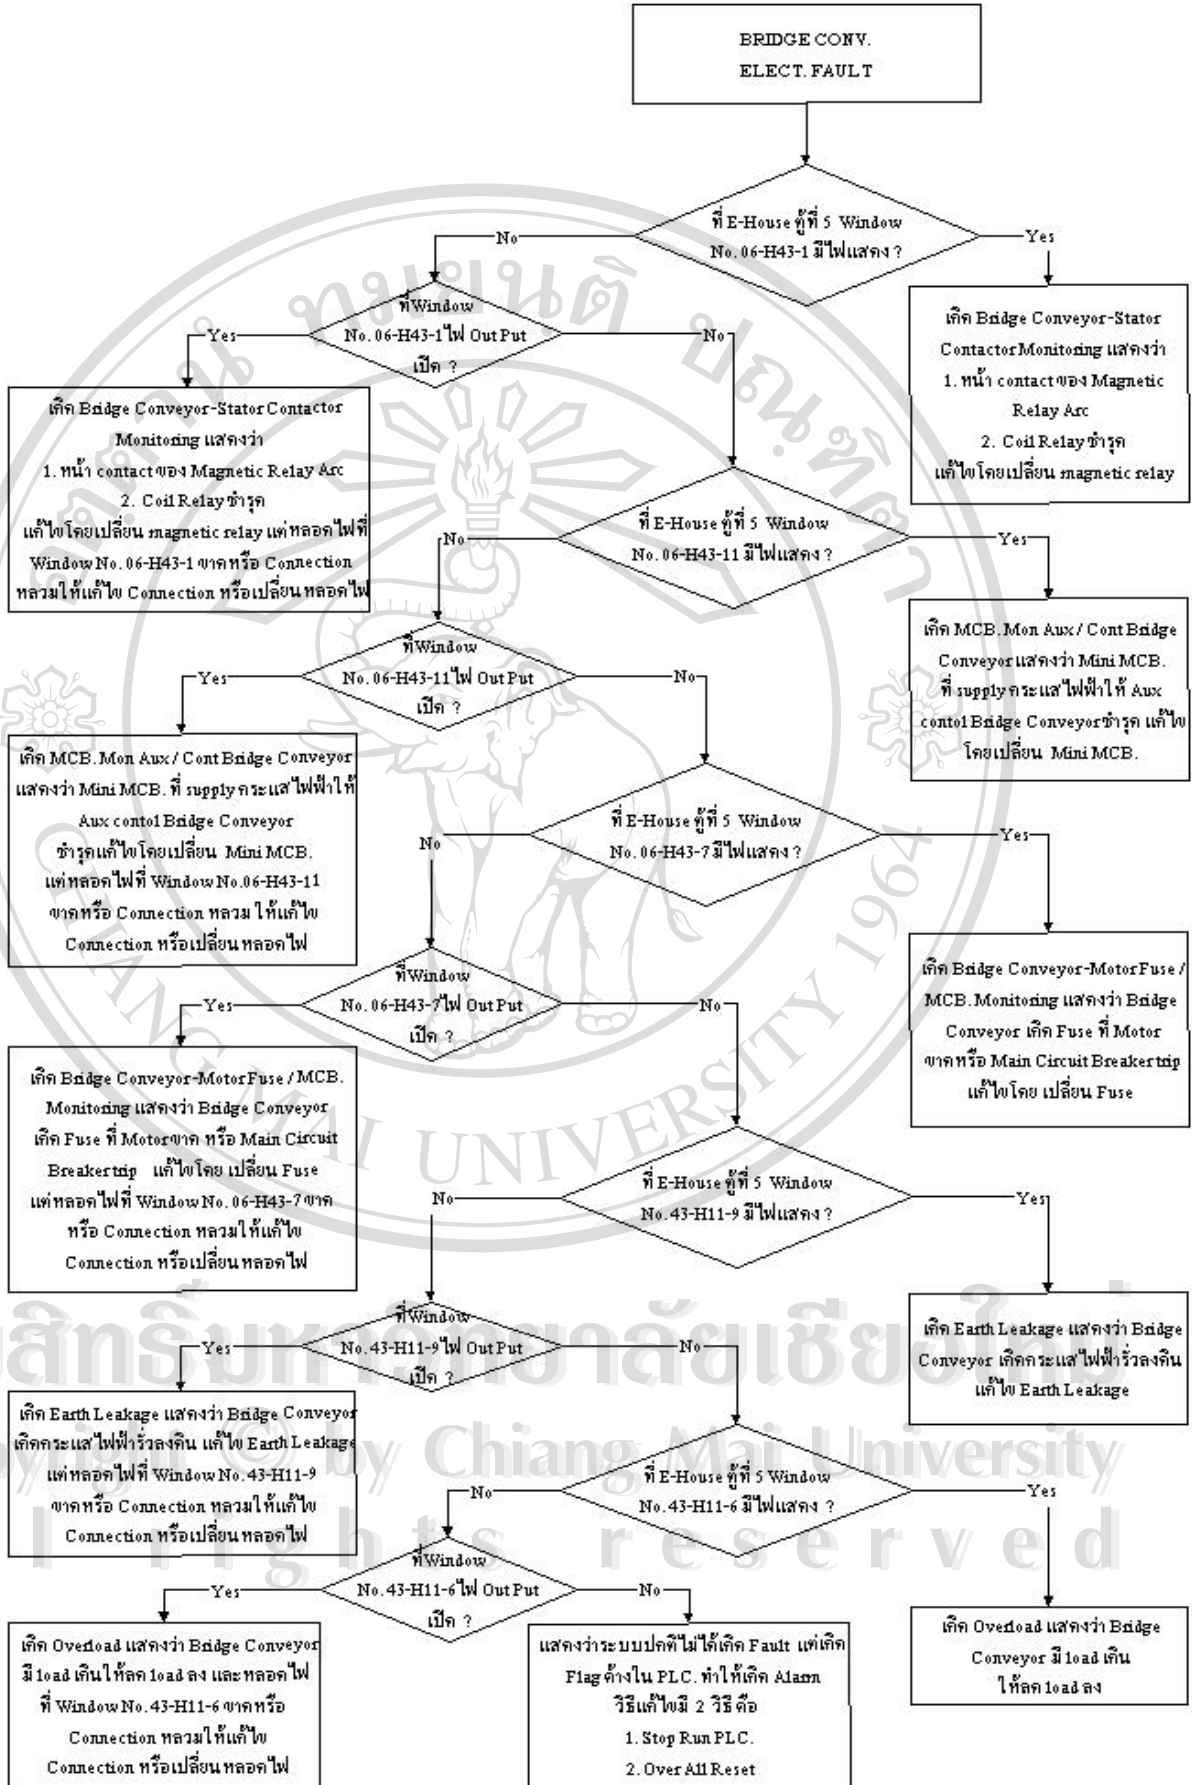 BRIDGE CONV.
ELECT. FAULT
ที่ E-House ตู้ที่ 5 Window
No. 06-H43-1 มีไฟแสดง ?
No
Yes
ที่Window
No. 06-H43-1ไฟ Out Put
เปิด ?
Yes
No
เกิด Bridge Conveyor-Stator
Contactor Monitoring แสดงว่า
1. หน้า contact ของ Magnetic
Relay Arc
2. Coil Relay ชำรุด
แก้ไขโดยเปลี่ยน magnetic relay
เกิด Bridge Conveyor-Stator Contactor
Monitoring แสดงว่า
1. หน้า contact ของ Magnetic Relay Arc
2. Coil Relay ชำรุด
แก้ไขโดยเปลี่ยน magnetic relay แต่หลอดไฟที่
Window No. 06-H43-1 ขาดหรือ Connection
หลวมให้แก้ไข Connection หรือเปลี่ยนหลอดไฟ
ที่ E-House ตู้ที่ 5 Window
No. 06-H43-11 มีไฟแสดง ?
No
Yes
ที่Window
No. 06-H43-11ไฟ Out Put
เปิด ?
Yes
No
เกิด MCB. Mon Aux / Cont Bridge
Conveyor แสดงว่า Mini MCB.
ที่ supply กระแสไฟฟ้าให้ Aux
contol Bridge Conveyor ชำรุด แก้ไข
โดยเปลี่ยน Mini MCB.
เกิด MCB. Mon Aux / Cont Bridge Conveyor
แสดงว่า Mini MCB. ที่ supply กระแสไฟฟ้าให้
Aux contol Bridge Conveyor
ชำรุดแก้ไขโดยเปลี่ยน Mini MCB.
แต่หลอดไฟที่ Window No.06-H43-11
ขาดหรือ Connection หลวม ให้แก้ไข
Connection หรือเปลี่ยนหลอดไฟ
ที่ E-House ตู้ที่ 5 Window
No. 06-H43-7 มีไฟแสดง ?
No
Yes
ที่Window
No. 06-H43-7ไฟ Out Put
เปิด ?
Yes
No
เกิด Bridge Conveyor-Motor Fuse /
MCB. Monitoring แสดงว่า Bridge
Conveyor เกิด Fuse ที่ Motor
ขาดหรือ Main Circuit Breaker trip
แก้ไขโดย เปลี่ยน Fuse
เกิด Bridge Conveyor-Motor Fuse / MCB.
Monitoring แสดงว่า Bridge Conveyor
เกิด Fuse ที่ Motor ขาด หรือ Main Circuit
Breaker trip แก้ไขโดย เปลี่ยน Fuse
แต่หลอดไฟที่ Window No. 06-H43-7 ขาด
หรือ Connection หลวมให้แก้ไข
Connection หรือเปลี่ยนหลอดไฟ
ที่ E-House ตู้ที่ 5 Window
No. 43-H11-9 มีไฟแสดง ?
No
Yes
ที่Window
No. 43-H11-9 ไฟ Out Put
เปิด ?
Yes
No
เกิด Earth Leakage แสดงว่า Bridge
Conveyor เกิดกระแสไฟฟ้ารั่วลงดิน
แก้ไข Earth Leakage
เกิด Earth Leakage แสดงว่า Bridge Conveyor
เกิดกระแสไฟฟ้ารั่วลงดิน แก้ไข Earth Leakage
แต่หลอดไฟที่ Window No. 43-H11-9
ขาดหรือ Connection หลวมให้แก้ไข
Connection หรือเปลี่ยนหลอดไฟ
ที่ E-House ตู้ที่ 5 Window
No. 43-H11-6 มีไฟแสดง ?
No
Yes
ที่Window
No. 43-H11-6 ไฟ Out Put
เปิด ?
Yes
No
เกิด Overload แสดงว่า Bridge
Conveyor มี load เกิน
ให้ลด load ลง
เกิด Overload แสดงว่า Bridge Conveyor
มี load เกินให้ลด load ลง และหลอดไฟ
ที่ Window No. 43-H11-6 ขาดหรือ
Connection หลวมให้แก้ไข
Connection หรือเปลี่ยนหลอดไฟ
แสดงว่าระบบปกติไม่ได้เกิด Fault แต่เกิด
Flag ค้างใน PLC. ทำให้เกิด Alarm
วิธีแก้ไขมี 2 วิธี คือ
1. Stop Run PLC.
2. Over All Reset
CHIANG MAI UNIVERSITY 1964
by Chiang Mai University
rights reserved